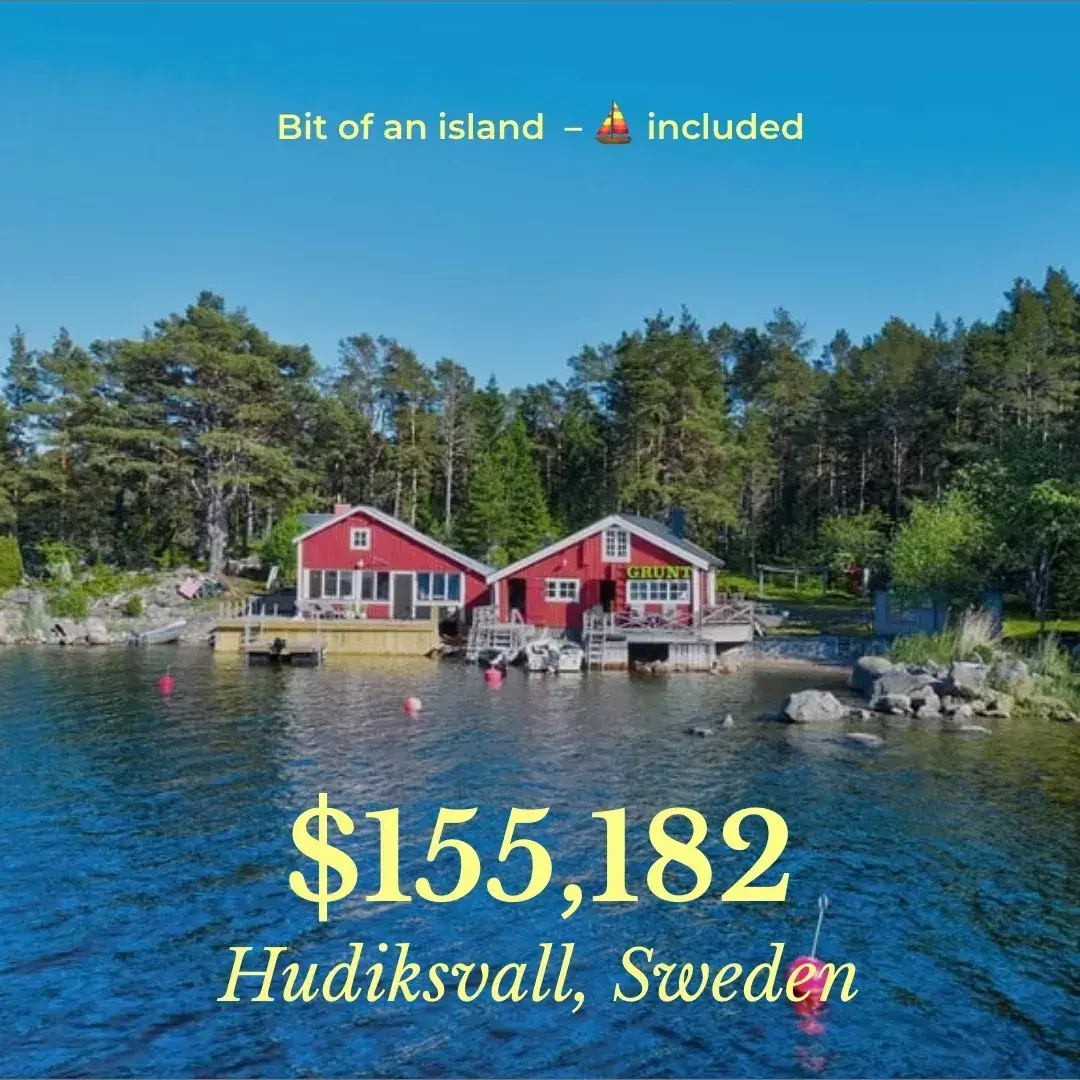 Bit of an island – ⛵ included
GRUNT
$155,182
Hudiksvall, Sweden